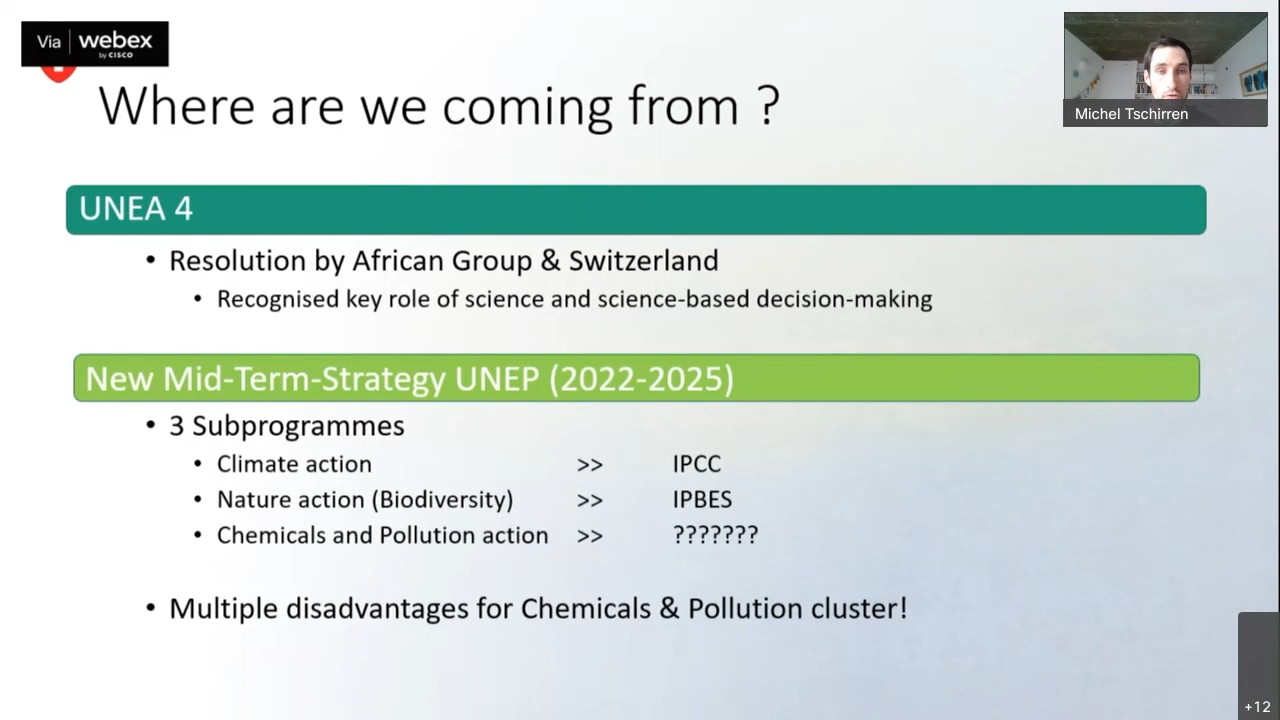 Via webex
by CISCO
Where are we coming from ?
Michel Tschirren
UNEA 4
• Resolution by African Group & Switzerland
• Recognised key role of science and science-based decision-making
New Mid-Term-Strategy UNEP (2022-2025)
• 3 Subprogrammes
• Climate action >> IPCC
• Nature action (Biodiversity) >> IPBES
• Chemicals and Pollution action >> ???????
• Multiple disadvantages for Chemicals & Pollution cluster!
+12